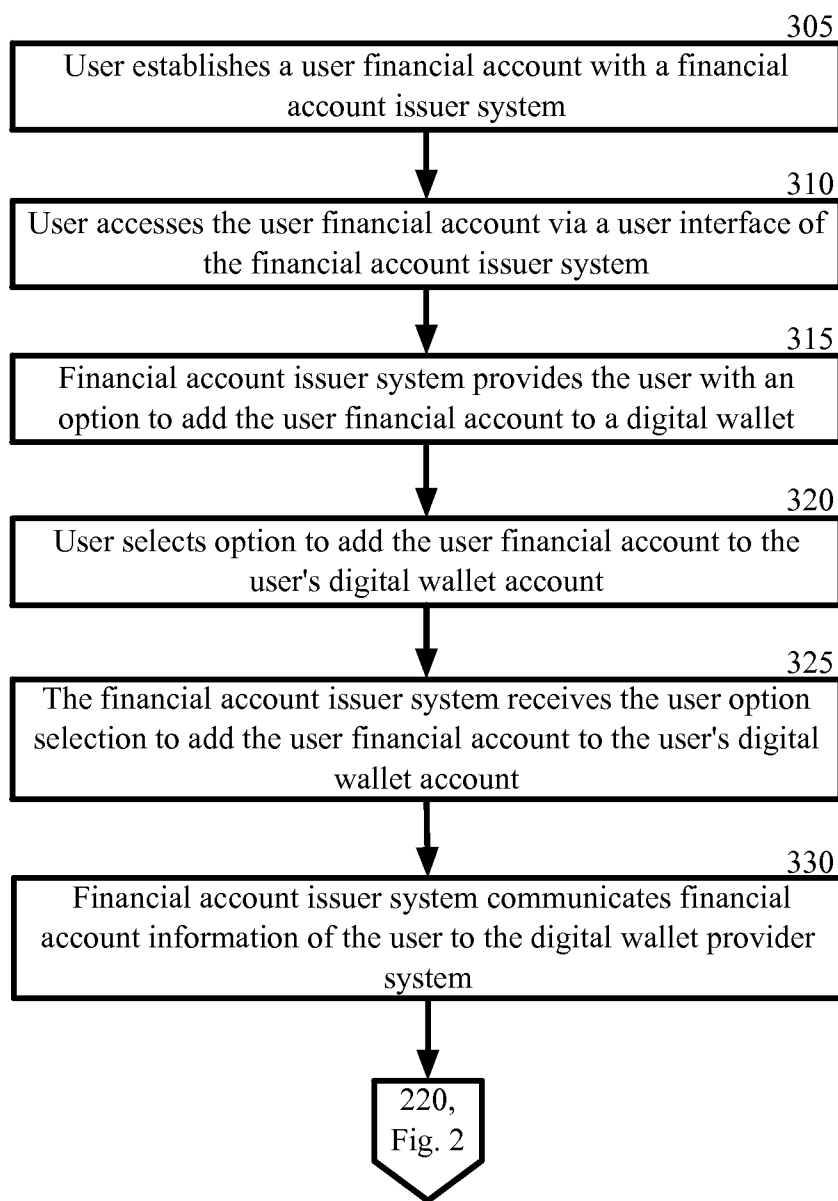 305
User establishes a user financial account with a financial
account issuer system
310
User accesses the user financial account via a user interface of
the financial account issuer system
315
Financial account issuer system provides the user with an
option to add the user financial account to a digital wallet
320
User selects option to add the user financial account to the
user's digital wallet account
325
The financial account issuer system receives the user option
selection to add the user financial account to the user's digital
wallet account
330
Financial account issuer system communicates financial
account information of the user to the digital wallet provider
system
220,
Fig. 2